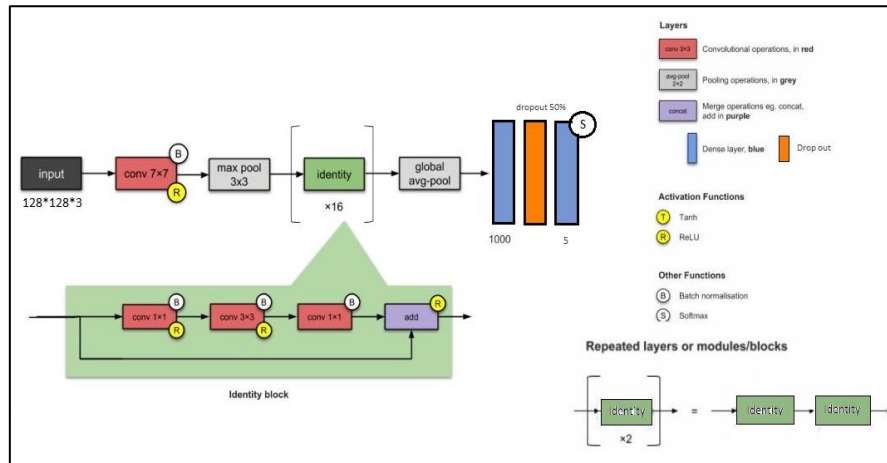 dropout 50%
S
input
B
conv 7×7
R
max pool
3x3
identity
global
avg-pool
128*128*3
×16
1000
5
B
B
B
R
conv 1×1
conv 3×3
conv 1×1
add
R
R
Identity block
Layers
conv 3×3
Convolutional operations, in red
avg-pool
2×2
Pooling operations, in grey
concat
Merge operations eg. concat,
add in purple
Dense layer, blue
Drop out
Activation Functions
T
Tanh
R
ReLU
Other Functions
B
Batch normalisation
S
Softmax
Repeated layers or modules/blocks
Identity
=
Identity
Identity
×2